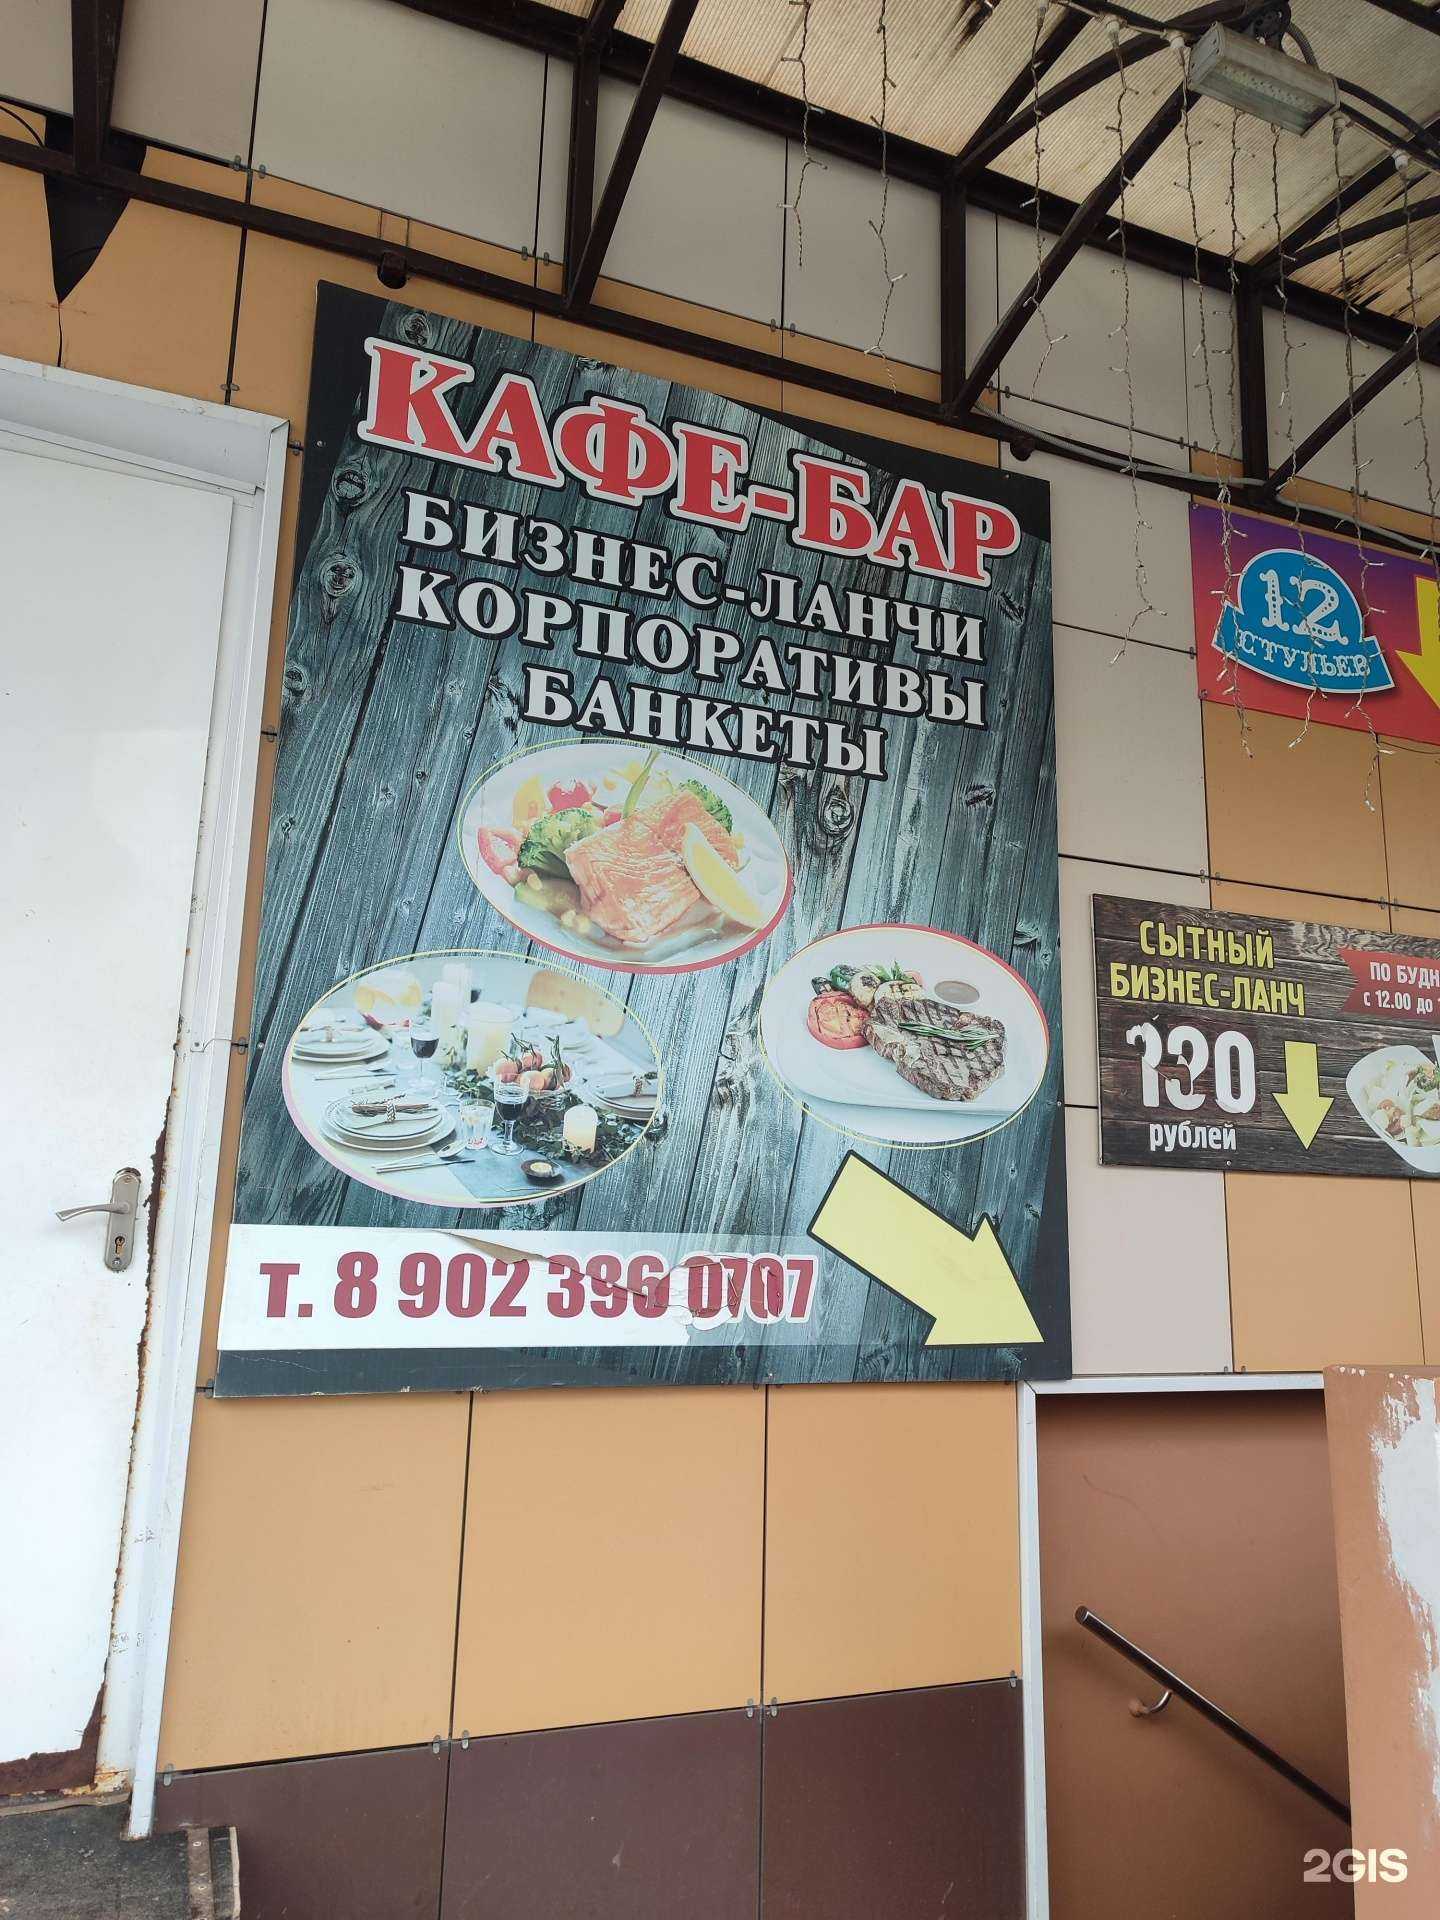 КАФЕ-БАР
БИЗНЕС-ЛАНЧИ
КОРПОРАТИВЫ
БАНКЕТЫ
т. 8 902 396 0707
12
СТУЛЬЕВ
СЫТНЫЙ
БИЗНЕС-ЛАНЧ
рублей
ПО БУДН
с 12.00 до
2GIS